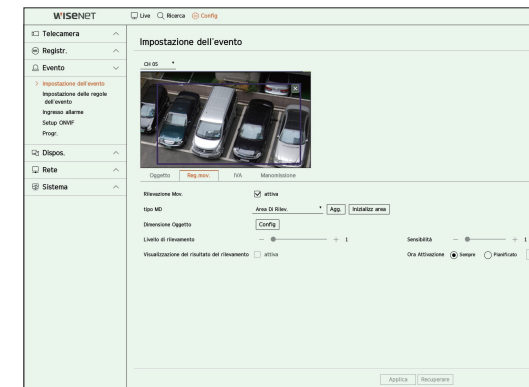 WISENET
Live Ricerca Config
Telecamera
Registr.
Evento
Impostazione dell'evento
Impostazione delle regole
dell'evento
Ingresso allarme
Setup ONVIF
Progr.
Dispos.
Rete
Sistema
Impostazione dell'evento
CH 05
Oggetto Reg.mov. IVA Manomissione
Rilevazione Mov. attiva
tipo MD Area Di Rilev. Agg. Inizializz area
Dimensione Oggetto Config
Livello di rilevamento 1 Sensibilità 1
Visualizzazione del risultato del rilevamento attiva Ora Attivazione Sempre Pianificato
Applica Recuperare